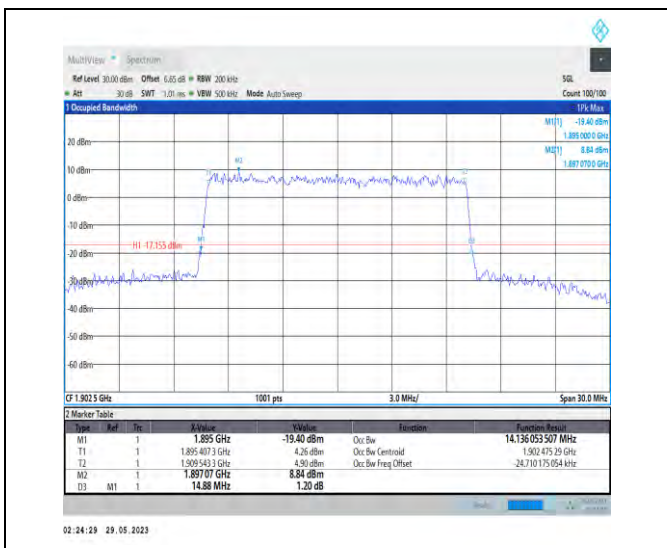 MultiView Spectrum
Ref Level 30.00 dBm Offset 6.85 dB RBW 200 kHz SGL
Att 30 dB SWT 1.01 ms VBW 500 kHz Mode Auto Sweep Count 100/100
1 Occupied Bandwidth 1Pk Max
M1[1] -19.40 dBm
1.895 000 0 GHz
M2[1] 8.84 dBm
1.897 070 0 GHz
20 dBm
M2
10 dBm
0 dBm
-10 dBm
H1 -17.155 dBm
M1
-20 dBm
-30 dBm
-40 dBm
-50 dBm
-60 dBm
CF 1.902 5 GHz 1001 pts 3.0 MHz/ Span 30.0 MHz
2 Marker Table
Type Ref Trc X-Value Y-Value Function Function Result
M1 1 1.895 GHz -19.40 dBm Occ Bw 14.136 053 507 MHz
T1 1 1.895 407 3 GHz 4.26 dBm Occ Bw Centroid 1.902 475 29 GHz
T2 1 1.909 543 3 GHz 4.90 dBm Occ Bw Freq Offset -24.710 175 054 kHz
M2 1 1.897 07 GHz 8.84 dBm
D3 M1 1 14.88 MHz 1.20 dB
02:24:29 29.05.2023